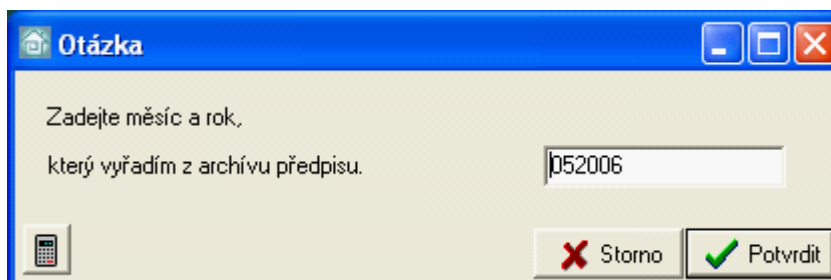 Otázka
Zadejte měsíc a rok,
který vyřadím z archívu předpisu.
052006
Storno
Potvrdit